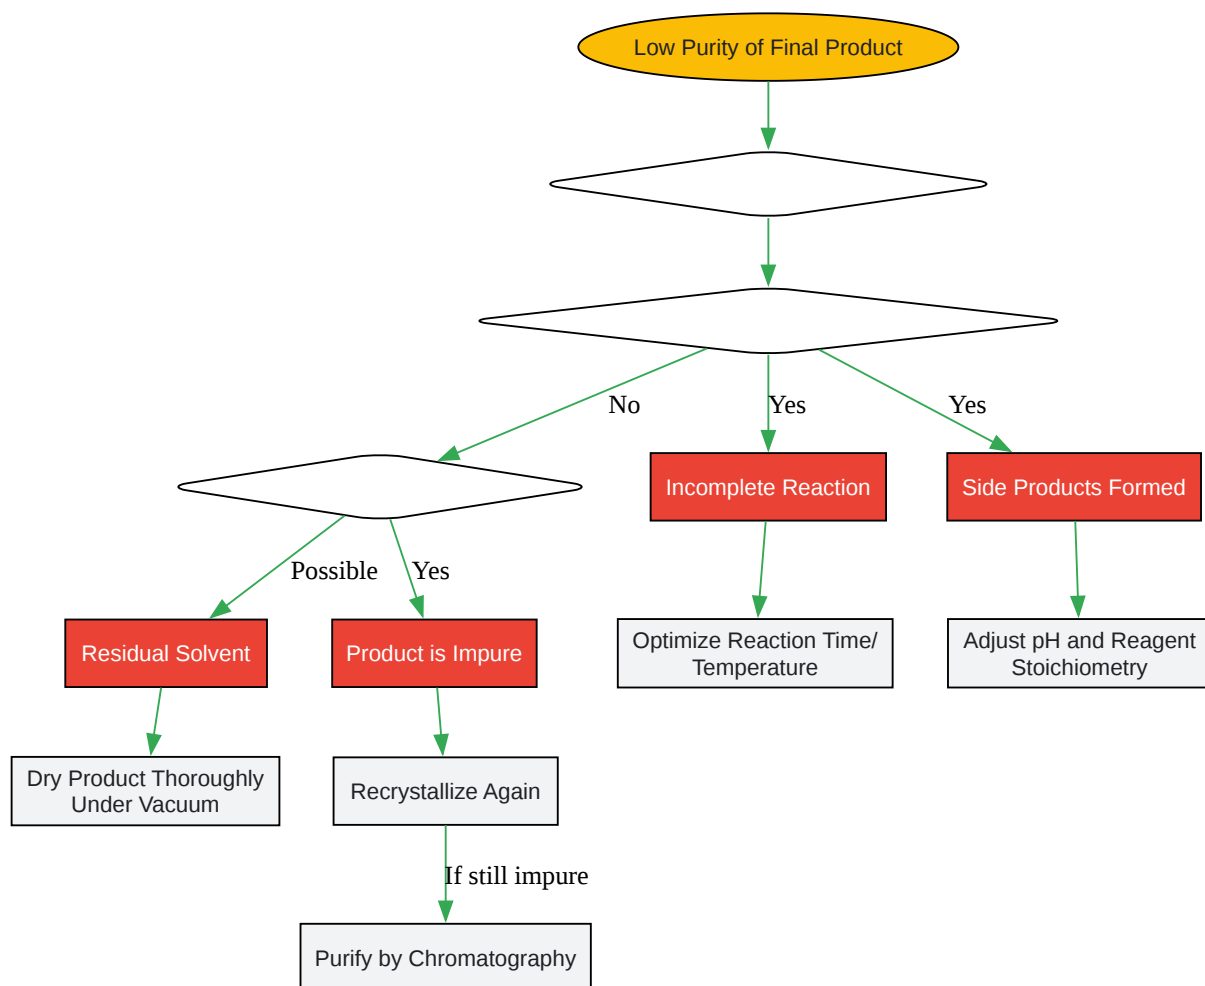 Low Purity of Final Product
No
Yes
Yes
Incomplete Reaction
Side Products Formed
Possible
Yes
Residual Solvent
Product is Impure
Optimize Reaction Time/
Temperature
Adjust pH and Reagent
Stoichiometry
Dry Product Thoroughly
Under Vacuum
Recrystallize Again
If still impure
Purify by Chromatography